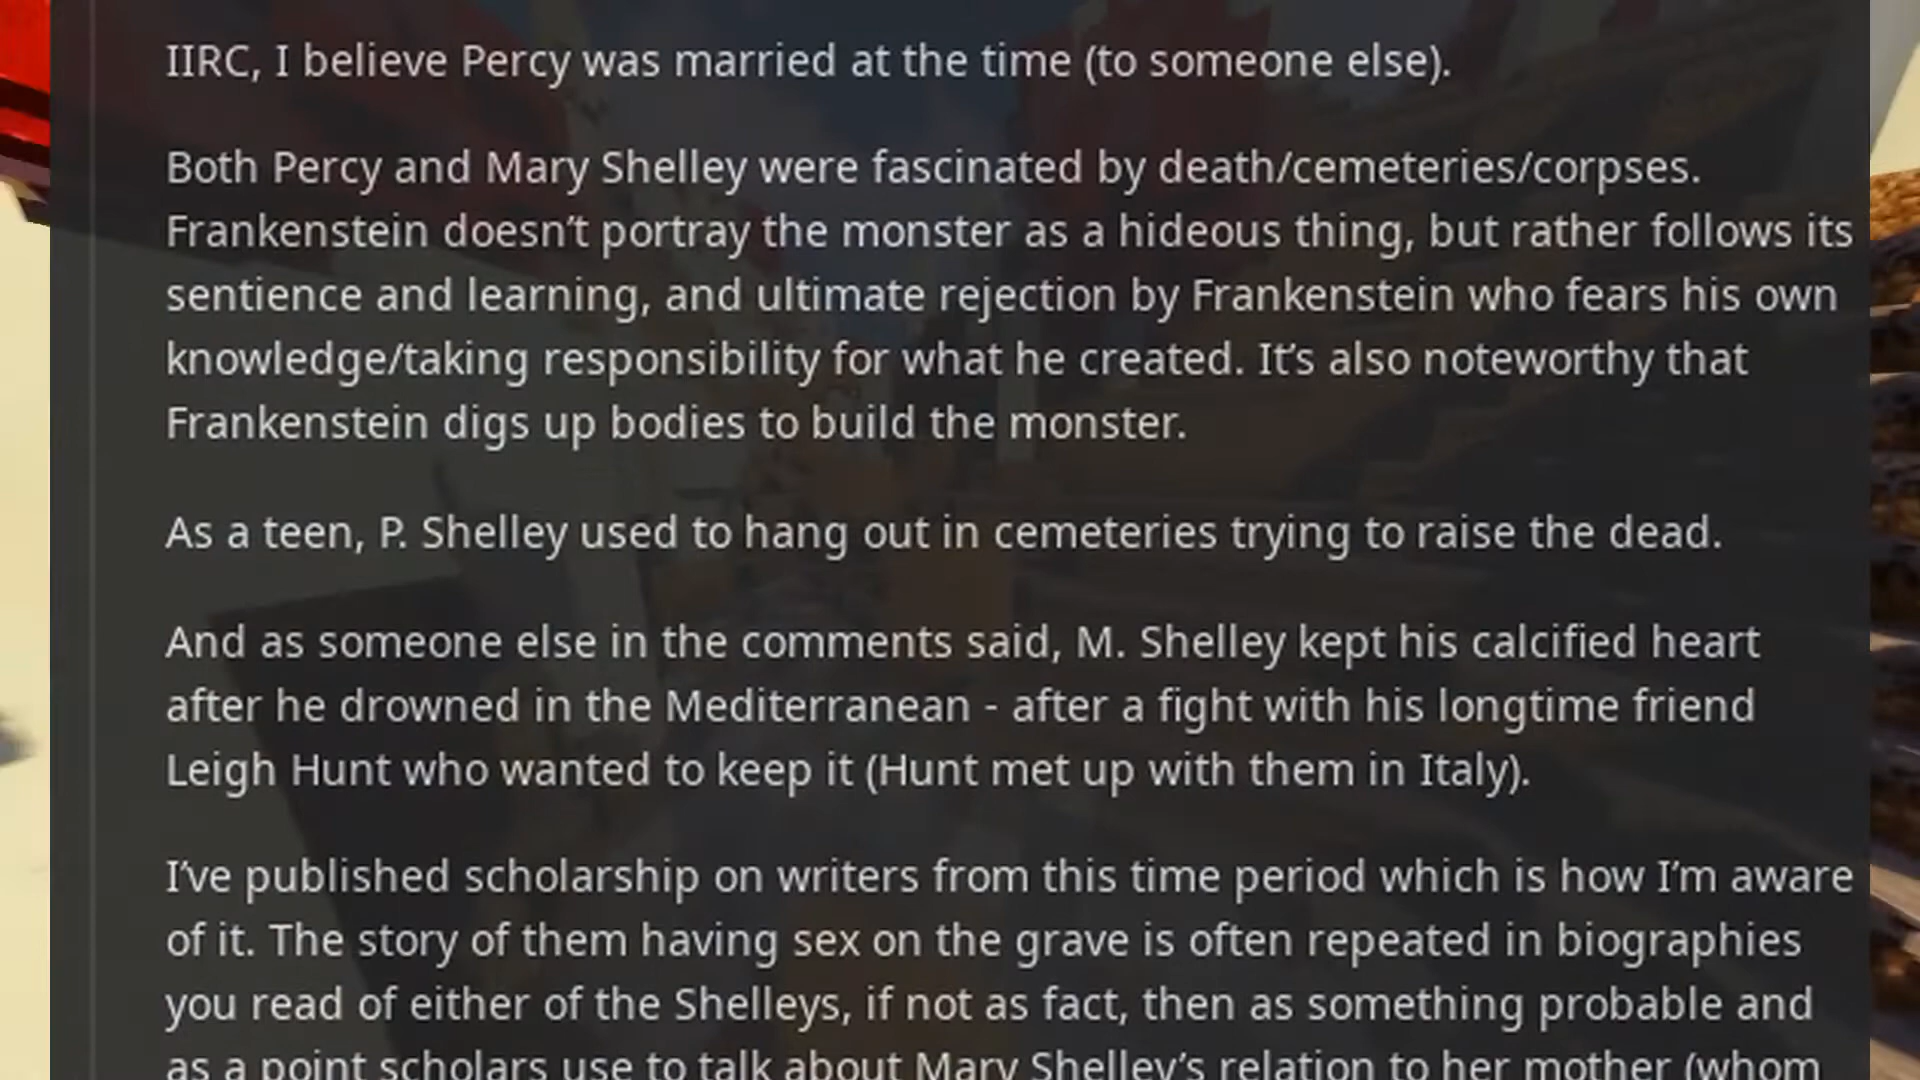 IIRC, I believe Percy was married at the time (to someone else).
Both Percy and Mary Shelley were fascinated by death/cemeteries/corpses.
Frankenstein doesn’t portray the monster as a hideous thing, but rather follows its
sentience and learning, and ultimate rejection by Frankenstein who fears his own
knowledge/taking responsibility for what he created. It’s also noteworthy that
Frankenstein digs up bodies to build the monster.
As a teen, P. Shelley used to hang out in cemeteries trying to raise the dead.
And as someone else in the comments said, M. Shelley kept his calcified heart
after he drowned in the Mediterranean - after a fight with his longtime friend
Leigh Hunt who wanted to keep it (Hunt met up with them in Italy).
I’ve published scholarship on writers from this time period which is how I’m aware
of it. The story of them having sex on the grave is often repeated in biographies
you read of either of the Shelleys, if not as fact, then as something probable and
as a point scholars use to talk about Mary Shelley’s relation to her mother (whom